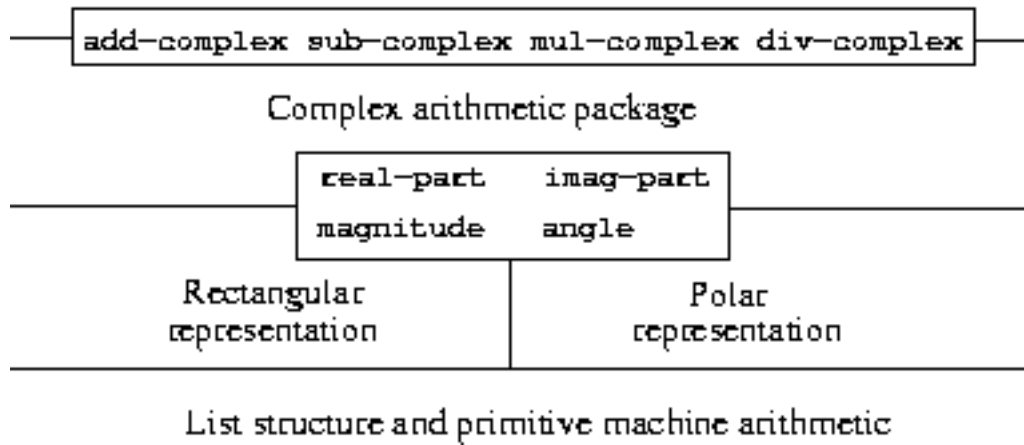 add-complex sub-complex mul-complex div-complex
Complex arithmetic package
real-part imag-part
magnitude angle
Rectangular representation
Polar representation
List structure and primitive machine arithmetic